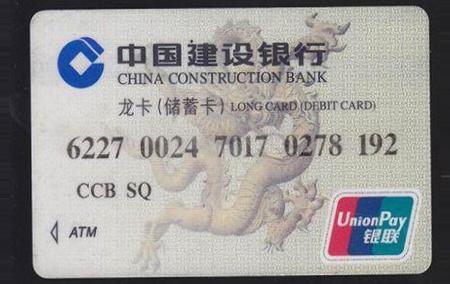 中国建设银行
CHINA CONSTRUCTION BANK
龙卡(储蓄卡) LONG CARD (DEBIT CARD)
6227 0024 7017 0278 192
CCB SQ
ATM
UnionPay
银联